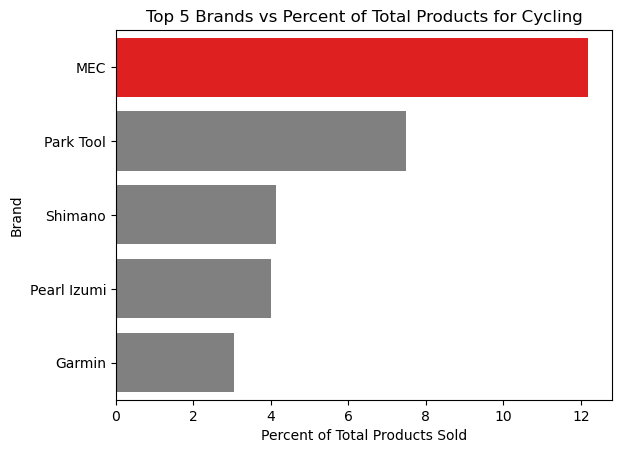 Top 5 Brands vs Percent of Total Products for Cycling
Brand
MEC
Park Tool
Shimano
Pearl Izumi
Garmin
0 2 4 6 8 10 12
Percent of Total Products Sold